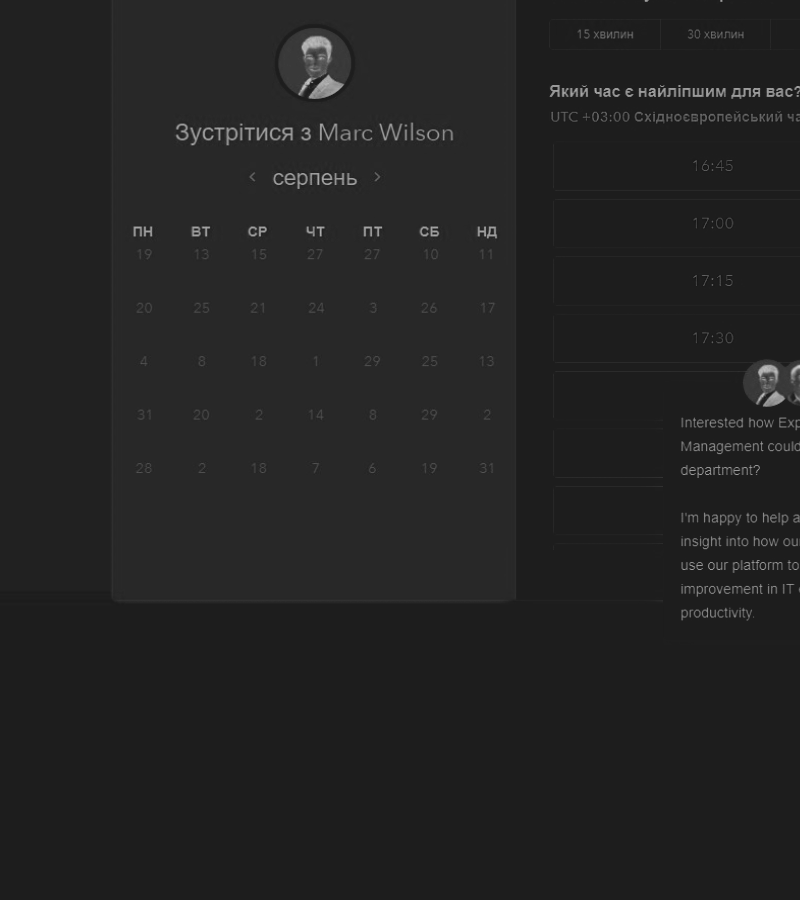 Зустрітися з Marc Wilson
серпень
ПН ВТ СР ЧТ ПТ СБ НД
19 13 15 27 27 10 11
20 25 21 24 3 26 17
4 8 18 1 29 25 13
31 20 2 14 8 29 2
28 2 18 7 6 19 31
15 хвилин 30 хвилин
Який час є найліпшим для вас?
UTC +03:00 Східноєвропейський ча
16:45
17:00
17:15
17:30
Interested how Exp
Management could
department?
I'm happy to help a
insight into how ou
use our platform to
improvement in IT
productivity.